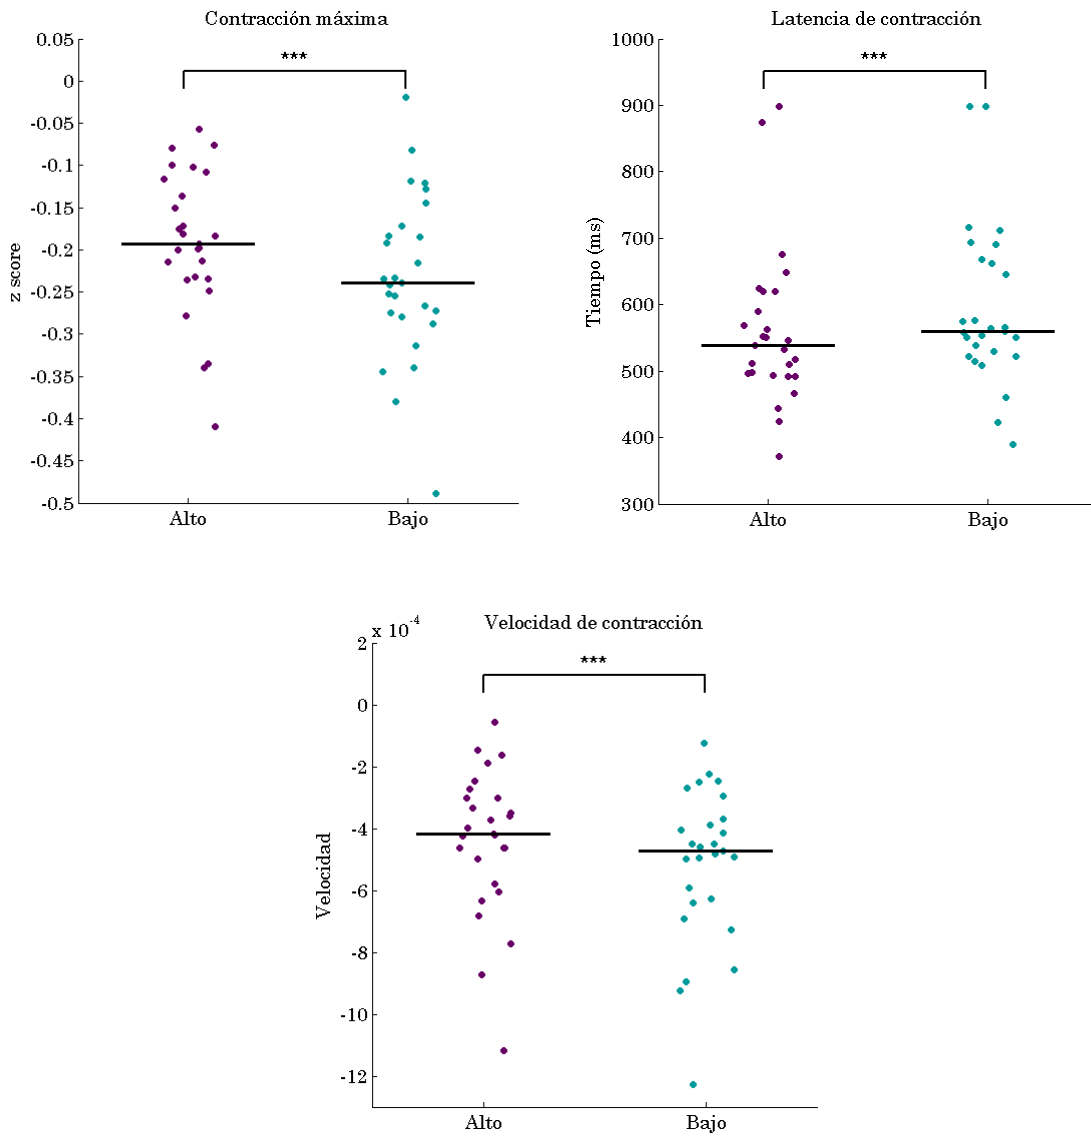 Contracción máxima
0.05
***
0
-0.05
-0.1
-0.15
-0.2
-0.25
-0.3
-0.35
-0.4
-0.45
-0.5
z score
Alto
Bajo
Latencia de contracción
1000
***
900
800
700
600
500
400
300
Tiempo (ms)
Alto
Bajo
x 10-4
Velocidad de contracción
2
***
0
-2
-4
-6
-8
-10
-12
Velocidad
Alto
Bajo